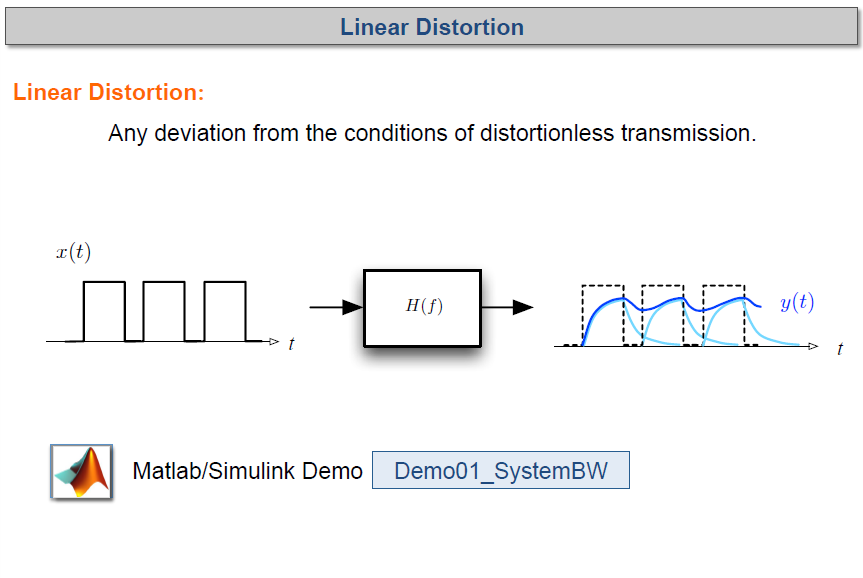 Linear Distortion
Linear Distortion:
Any deviation from the conditions of distortionless transmission.
x(t)
t
H(f)
y(t)
t
Matlab/Simulink Demo Demo01_SystemBW